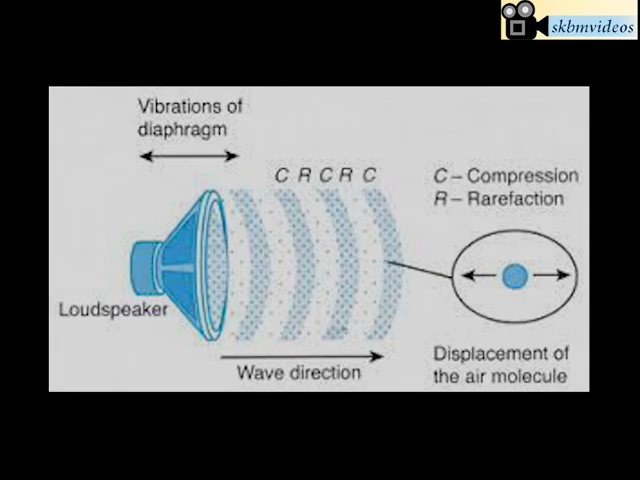 skbmvideos
Vibrations of
diaphragm
C R C R C
C – Compression
R – Rarefaction
Loudspeaker
Wave direction
Displacement of
the air molecule